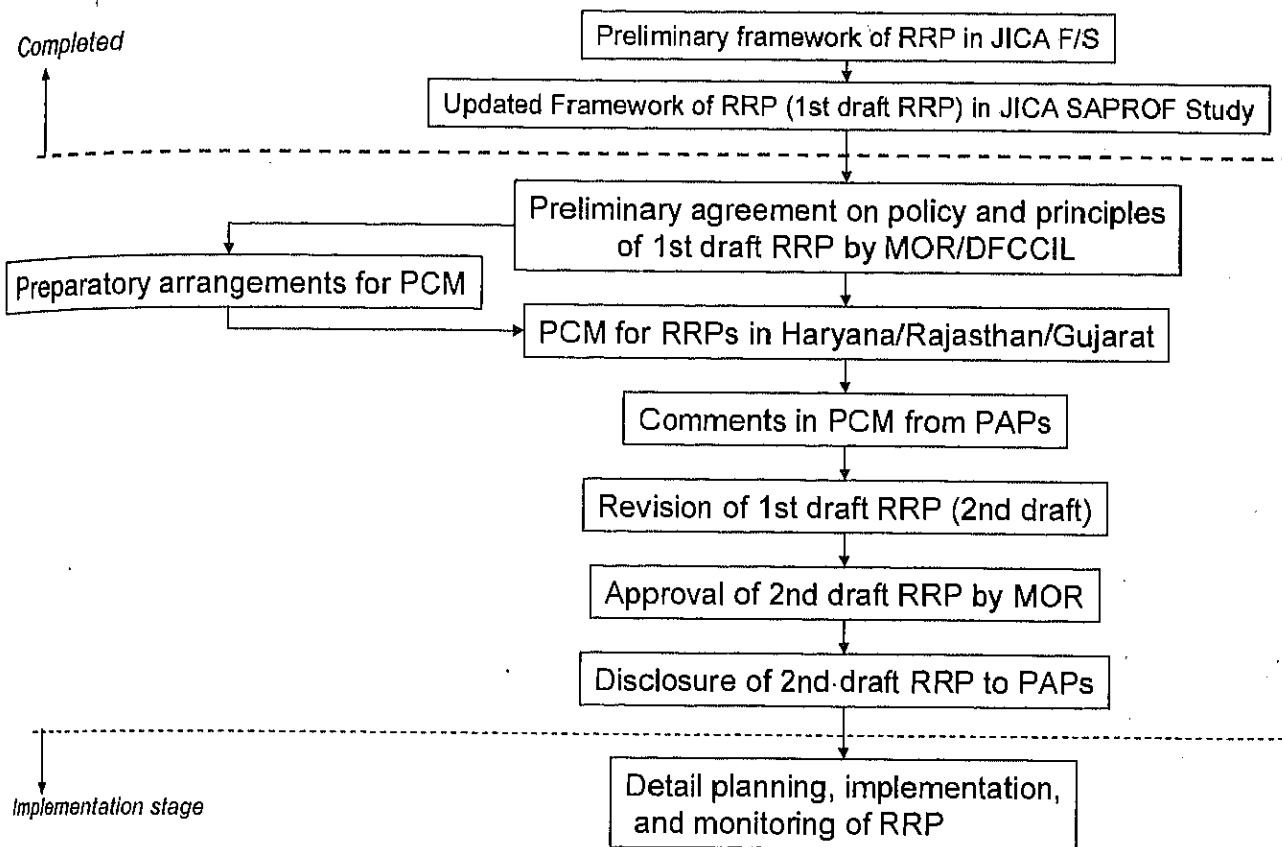 Completed
Preliminary framework of RRP in JICA F/S
Updated Framework of RRP (1st draft RRP) in JICA SAPROF Study
Preliminary agreement on policy and principles
of 1st draft RRP by MOR/DFCCIL
Preparatory arrangements for PCM
PCM for RRPs in Haryana/Rajasthan/Gujarat
Comments in PCM from PAPs
Revision of 1st draft RRP (2nd draft)
Approval of 2nd draft RRP by MOR
Disclosure of 2nd draft RRP to PAPs
Implementation stage
Detail planning, implementation,
and monitoring of RRP